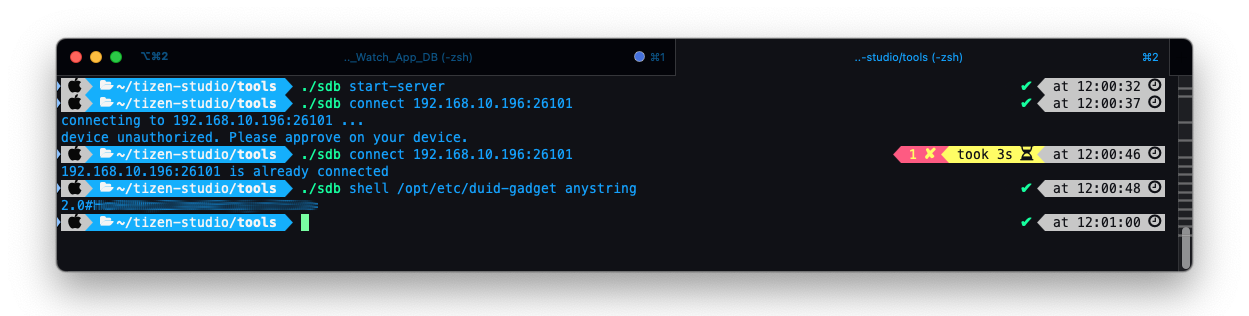 ⌥⌘2 .._Watch_App_DB (-zsh) ⌘1 ..-studio/tools (-zsh) ⌘2
~/tizen-studio/tools ./sdb start-server ✔ at 12:00:32
~/tizen-studio/tools ./sdb connect 192.168.10.196:26101 ✔ at 12:00:37
connecting to 192.168.10.196:26101 ...
device unauthorized. Please approve on your device.
~/tizen-studio/tools ./sdb connect 192.168.10.196:26101 1 ✘ took 3s at 12:00:46
192.168.10.196:26101 is already connected
~/tizen-studio/tools ./sdb shell /opt/etc/duid-gadget anystring ✔ at 12:00:48
2.0#
~/tizen-studio/tools ✔ at 12:01:00